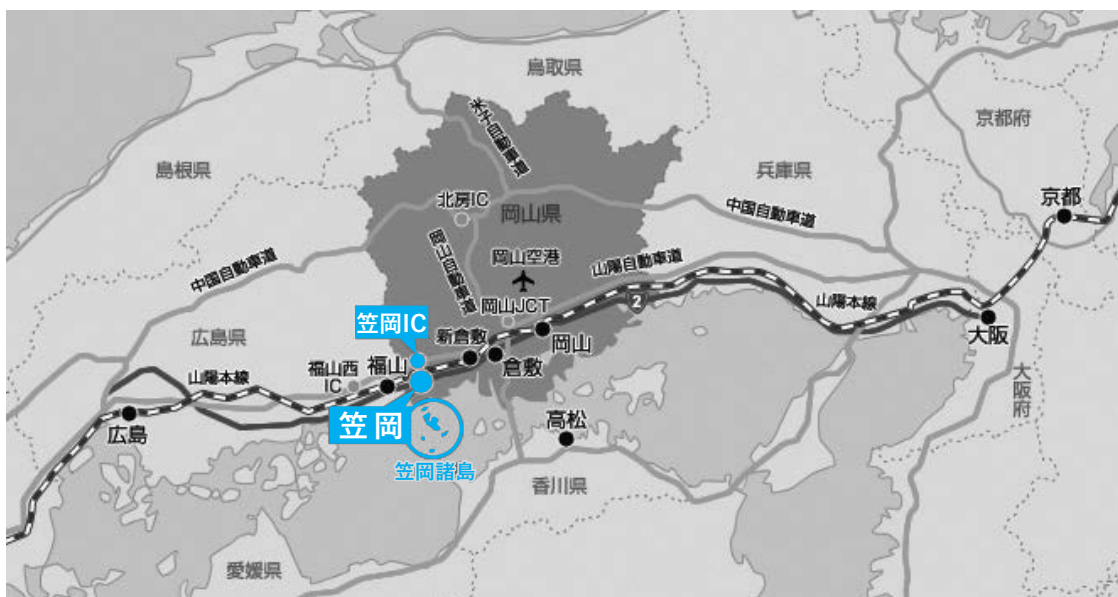 鳥取県
京都府
米子自動車道
島根県
兵庫県
京都
北房IC
岡山県
中国自動車道
岡山自動車道
岡山空港
山陽自動車道
中国自動車道
岡山JCT
2
山陽本線
笠岡IC
広島県
新倉敷
岡山
大阪
福山西
IC
福山
倉敷
山陽本線
大阪府
笠岡
高松
広島
笠岡諸島
香川県
愛媛県